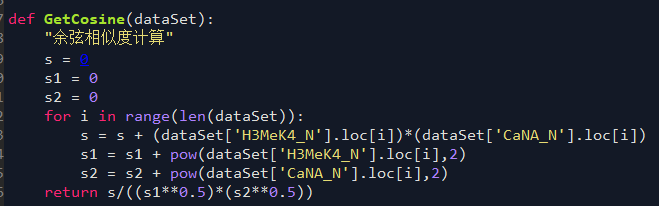 def GetCosine(dataSet):
    "余弦相似度计算"
    s = 0
    s1 = 0
    s2 = 0
    for i in range(len(dataSet)):
        s = s + (dataSet['H3MeK4_N'].loc[i])*(dataSet['CaNA_N'].loc[i])
        s1 = s1 + pow(dataSet['H3MeK4_N'].loc[i],2)
        s2 = s2 + pow(dataSet['CaNA_N'].loc[i],2)
    return s/((s1**0.5)*(s2**0.5))